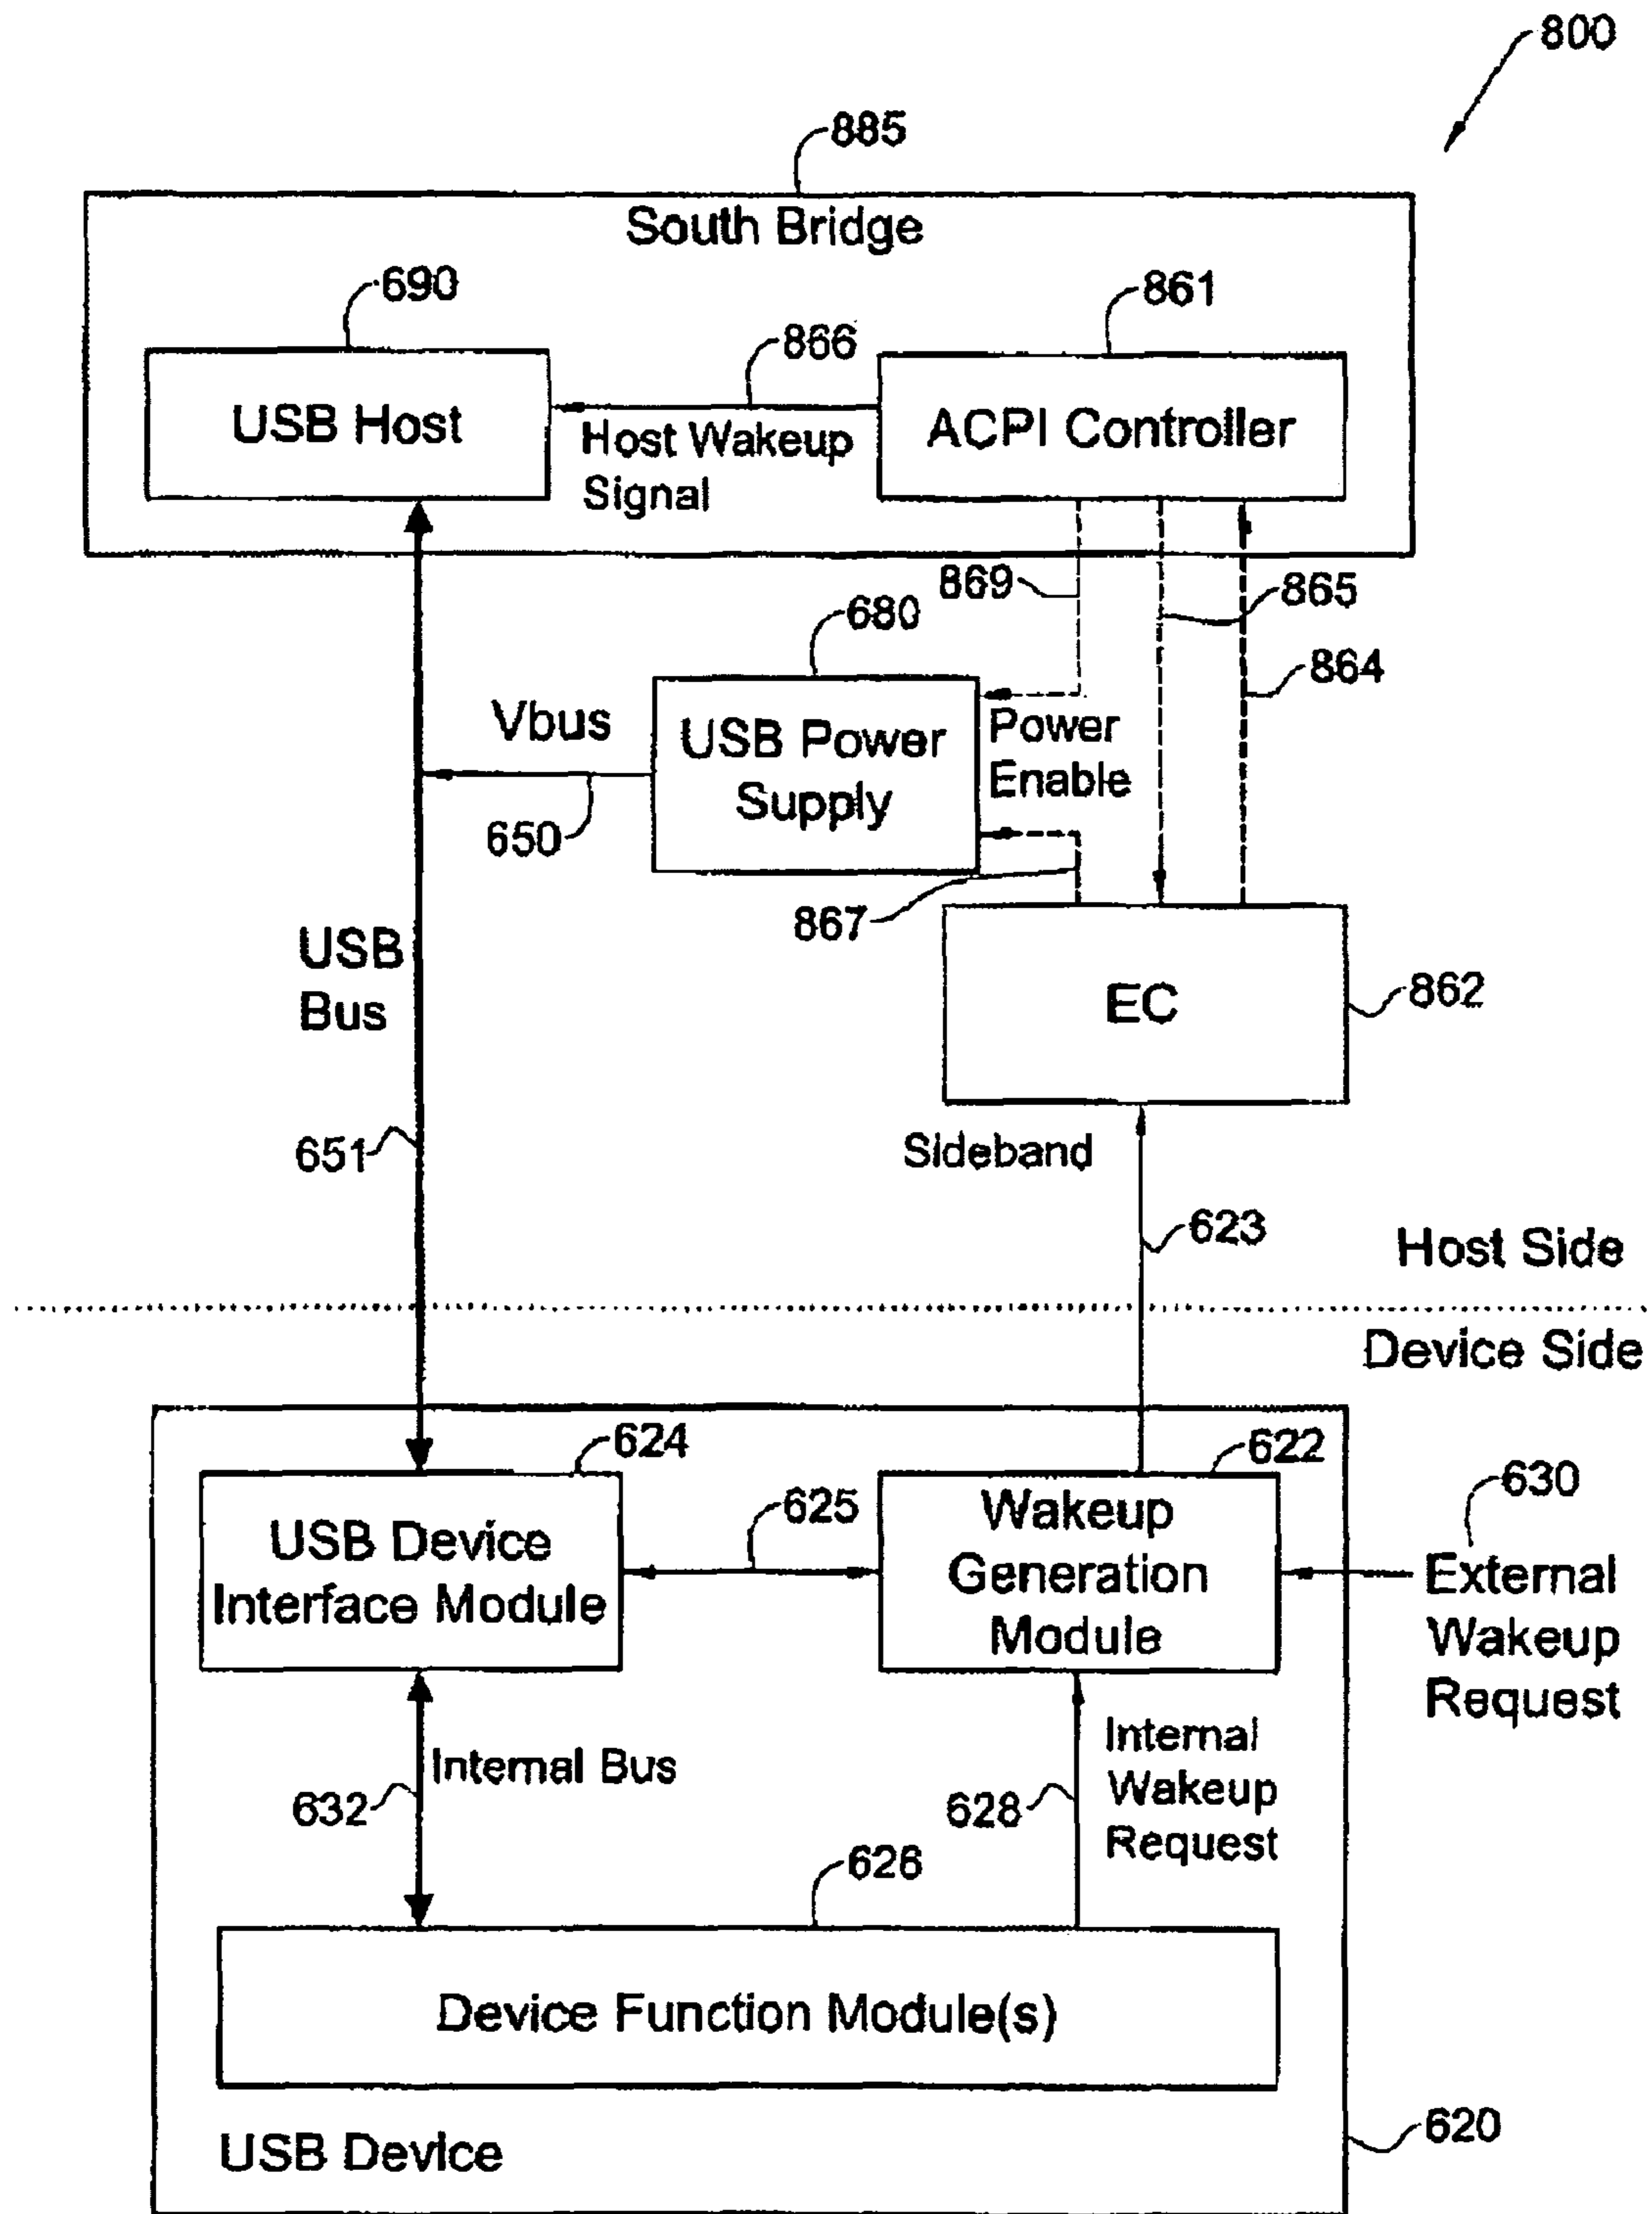 800
885
South Bridge
690
861
866
USB Host
ACPI Controller
Host Wakeup
Signal
869
865
680
864
Vbus
USB Power
Supply
Power
Enable
650
867
USB
Bus
EC
862
651
Sideband
623
Host Side
Device Side
624
622
630
625
USB Device
Interface Module
Wakeup
Generation
Module
External
Wakeup
Request
Internal Bus
632
Internal
Wakeup
Request
628
626
Device Function Module(s)
USB Device
620